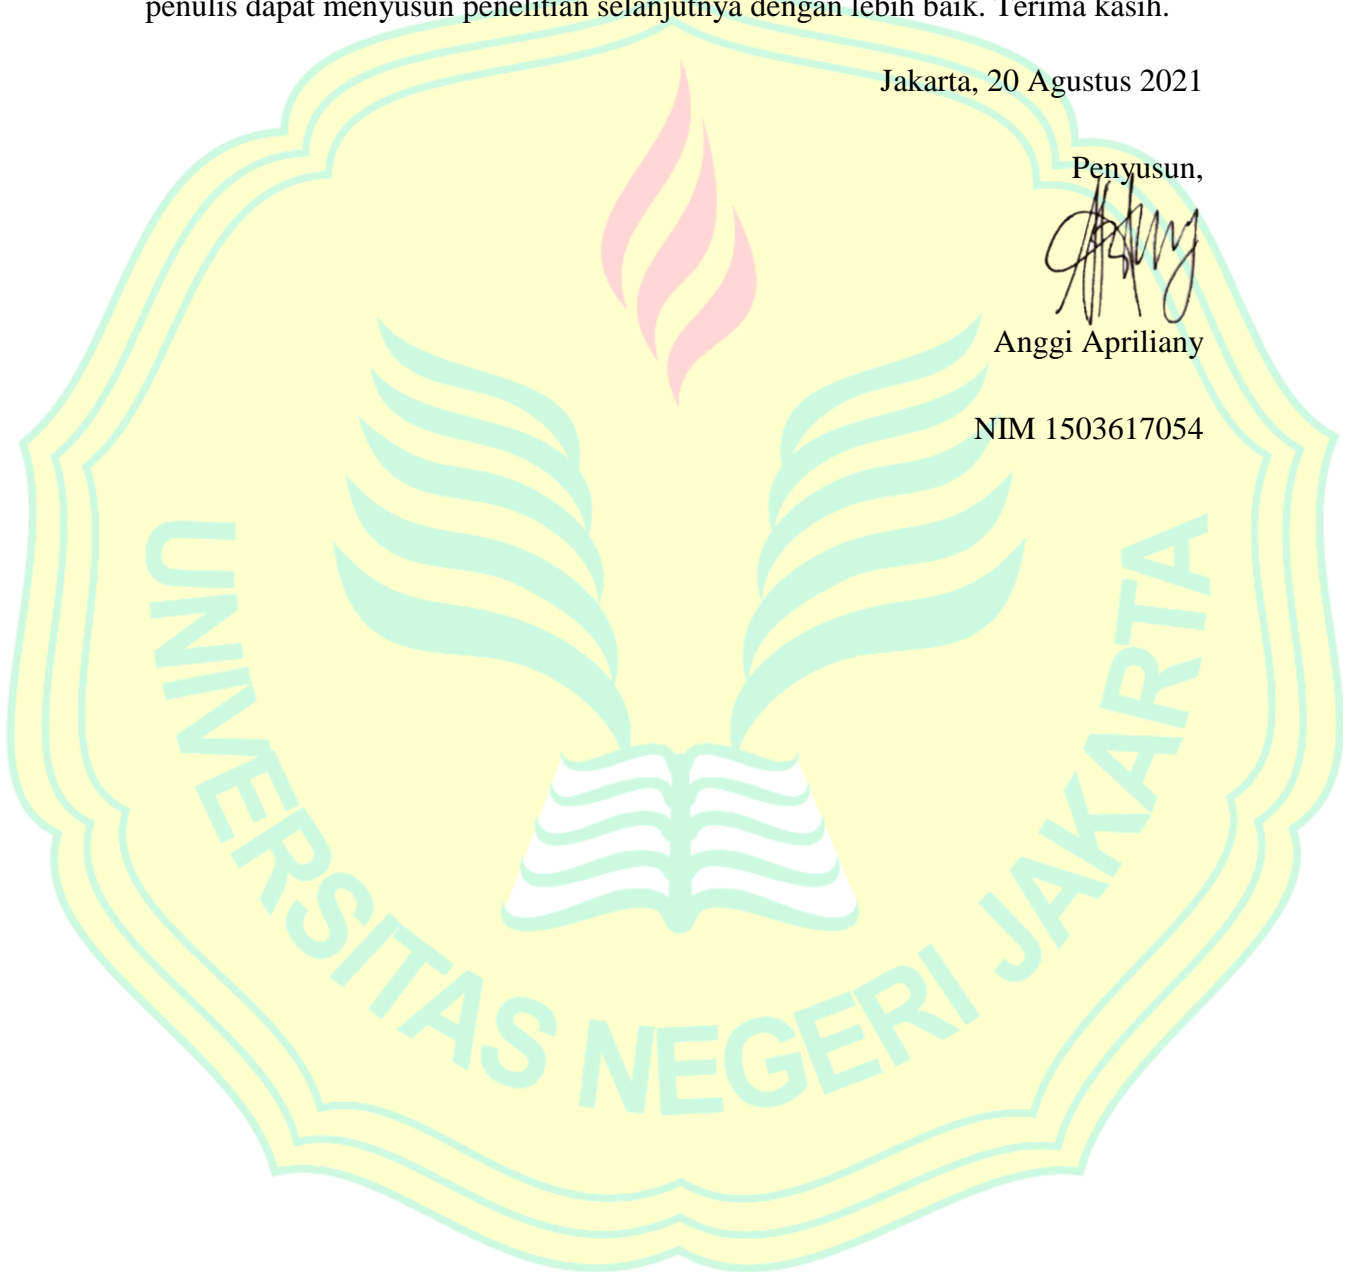 penulis dapat menyusun penelitian selanjutnya dengan lebih baik. Terima kasih.
Jakarta, 20 Agustus 2021
Penyusun,
Anggi Apriliany
NIM 1503617054
UNIVERSITAS NEGERI JAKARTA